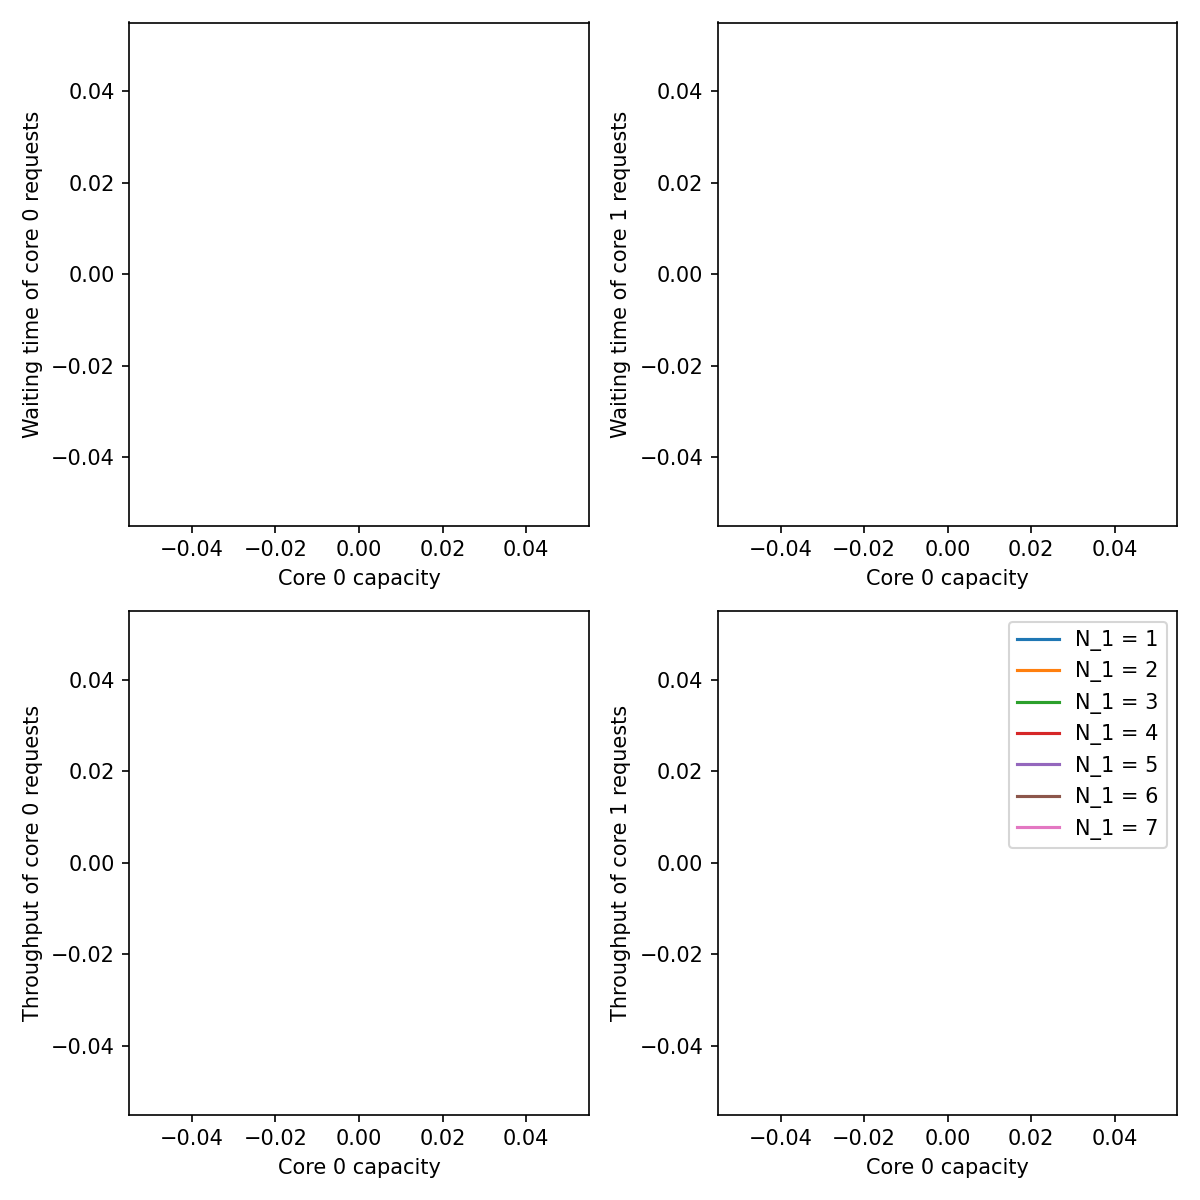 0.04
0.02
0.00
−0.02
−0.04
Waiting time of core 0 requests
−0.04 −0.02 0.00 0.02 0.04
Core 0 capacity
0.04
0.02
0.00
−0.02
−0.04
Waiting time of core 1 requests
−0.04 −0.02 0.00 0.02 0.04
Core 0 capacity
0.04
0.02
0.00
−0.02
−0.04
Throughput of core 0 requests
−0.04 −0.02 0.00 0.02 0.04
Core 0 capacity
0.04
0.02
0.00
−0.02
−0.04
Throughput of core 1 requests
N_1 = 1
N_1 = 2
N_1 = 3
N_1 = 4
N_1 = 5
N_1 = 6
N_1 = 7
−0.04 −0.02 0.00 0.02 0.04
Core 0 capacity